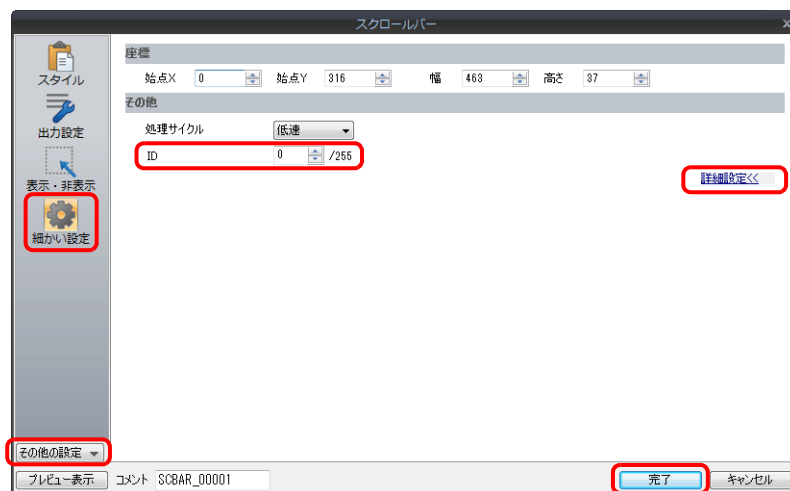 スクロールバー
スタイル
出力設定
表示・非表示
細かい設定
その他の設定
座標
始点X 0 始点Y 316 幅 463 高さ 37
その他
処理サイクル 低速
ID 0 /255
詳細設定<<
プレビュー表示 コメント SCBAR_00001 完了 キャンセル